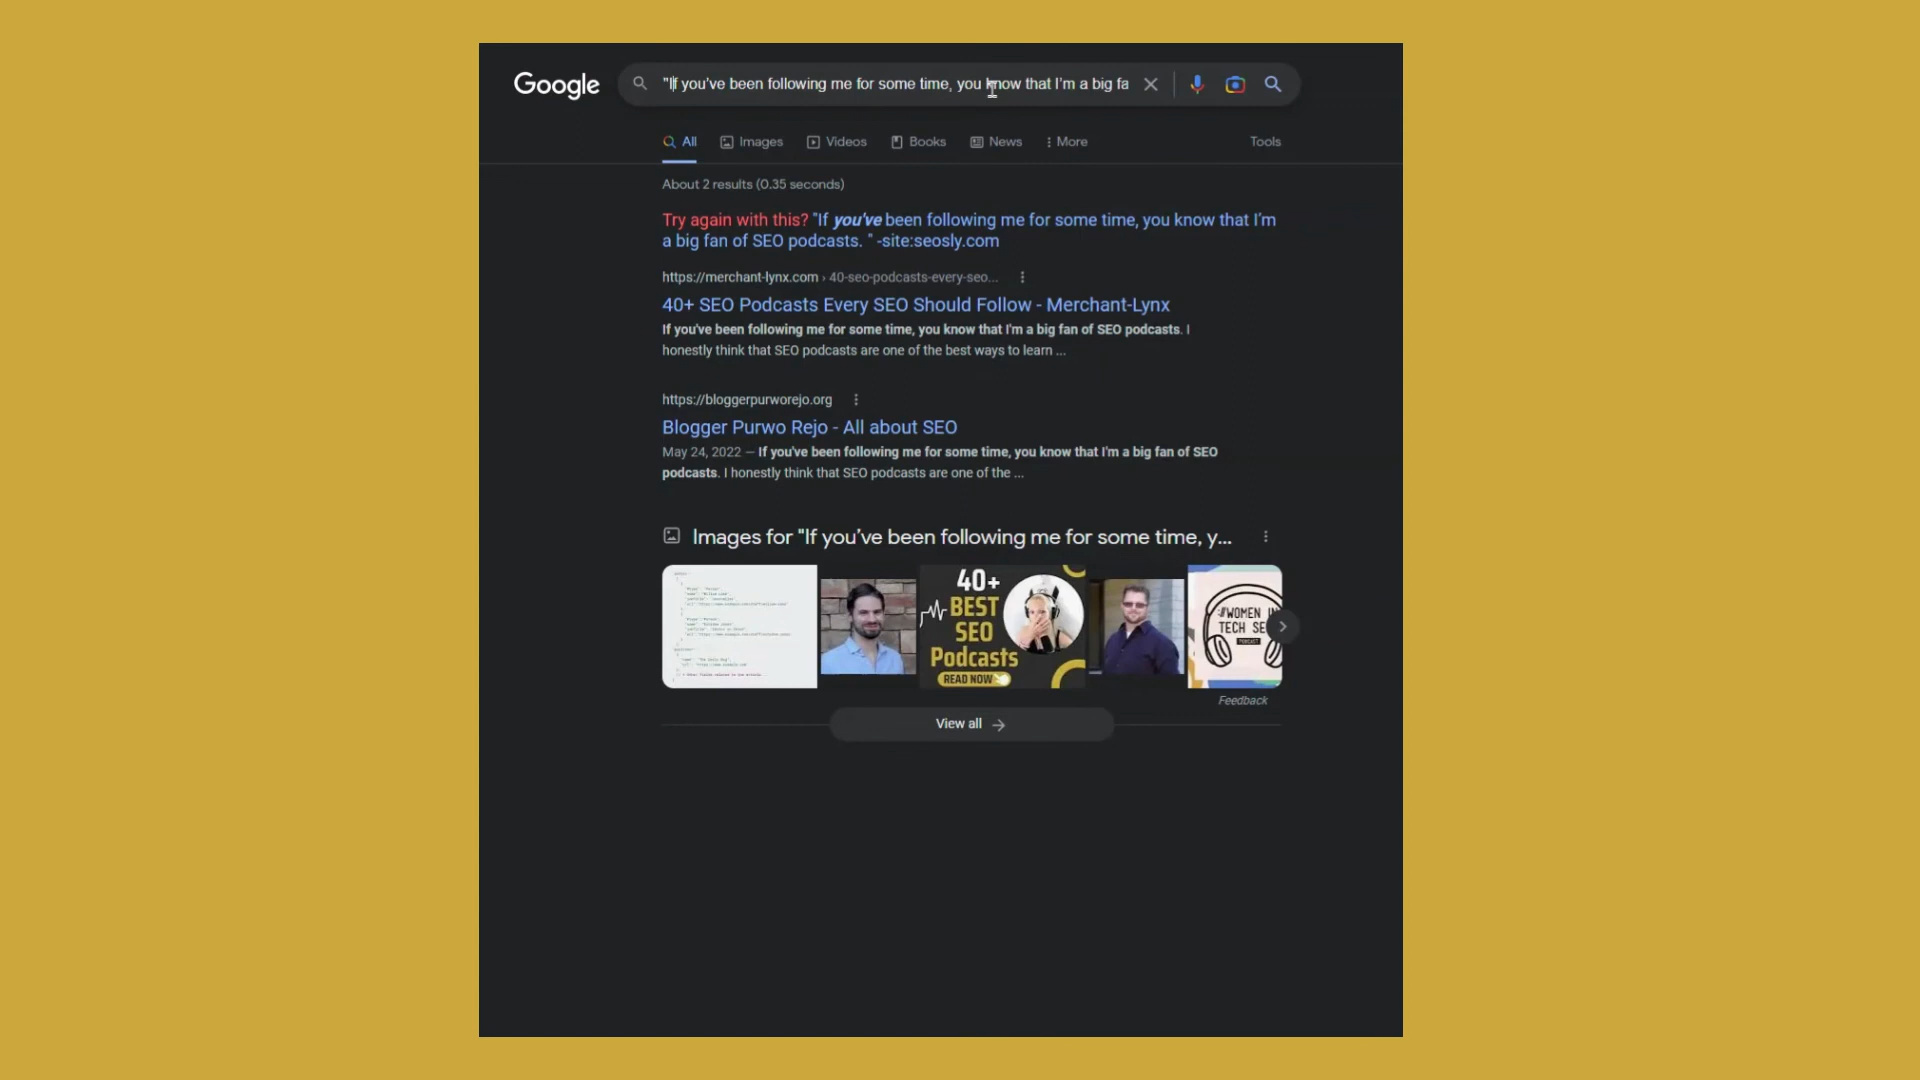 Google
"If you've been following me for some time, you know that I'm a big fa
All
Images
Videos
Books
News
More
Tools
About 2 results (0.35 seconds)
Try again with this? "If you've been following me for some time, you know that I'm
a big fan of SEO podcasts. " -site:seosly.com
https://merchant-lynx.com › 40-seo-podcasts-every-seo...
40+ SEO Podcasts Every SEO Should Follow - Merchant-Lynx
If you've been following me for some time, you know that I'm a big fan of SEO podcasts. I
honestly think that SEO podcasts are one of the best ways to learn ...
https://bloggerpurworejo.org
Blogger Purwo Rejo - All about SEO
May 24, 2022 — If you've been following me for some time, you know that I'm a big fan of SEO
podcasts. I honestly think that SEO podcasts are one of the ...
Images for "If you've been following me for some time, y...
40+
BEST
SEO
Podcasts
READ NOW
#WOMEN IN
TECH SE
PODCAST
Feedback
View all